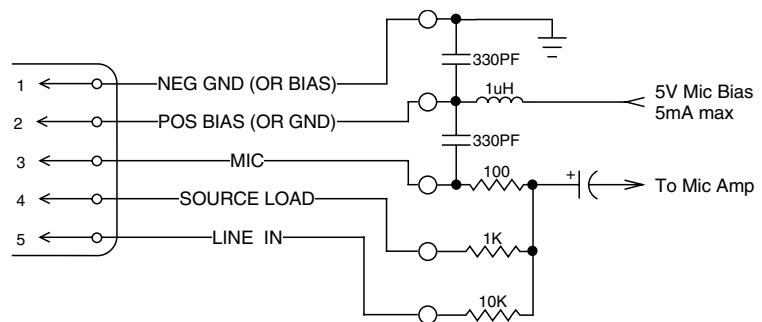 1 NEG GND (OR BIAS)
2 POS BIAS (OR GND)
3 MIC
4 SOURCE LOAD
5 LINE IN
330PF
1uH
5V Mic Bias
5mA max
330PF
100
+
To Mic Amp
1K
10K